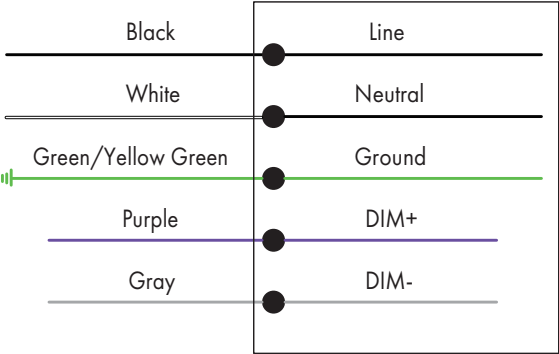 Black Line
White Neutral
Green/Yellow Green Ground
Purple DIM+
Gray DIM-